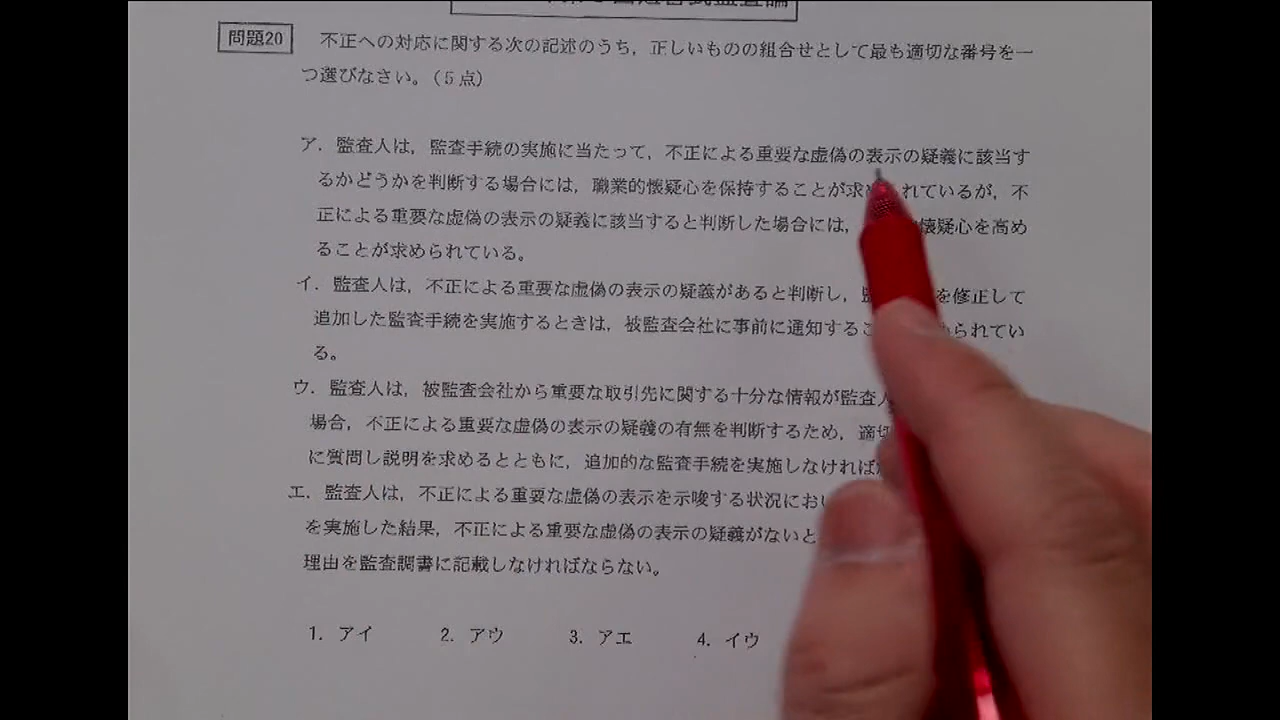 問題20 不正への対応に関する次の記述のうち，正しいものの組合せとして最も適切な番号を一
つ選びなさい。（5点）
ア．監査人は，監査手続の実施に当たって，不正による重要な虚偽の表示の疑義に該当す
るかどうかを判断する場合には，職業的懐疑心を保持することが求 れているが，不
正による重要な虚偽の表示の疑義に該当すると判断した場合には， 懐疑心を高め
ることが求められている。
イ．監査人は，不正による重要な虚偽の表示の疑義があると判断し， を修正して
追加した監査手続を実施するときは，被監査会社に事前に通知するこ られてい
る。
ウ．監査人は，被監査会社から重要な取引先に関する十分な情報が監査
場合，不正による重要な虚偽の表示の疑義の有無を判断するため，適
に質問し説明を求めるとともに，追加的な監査手続を実施しなければ
エ．監査人は，不正による重要な虚偽の表示を示唆する状況にお
を実施した結果，不正による重要な虚偽の表示の疑義がないと
理由を監査調書に記載しなければならない。
1. アイ 2. アウ 3. アエ 4. イウ